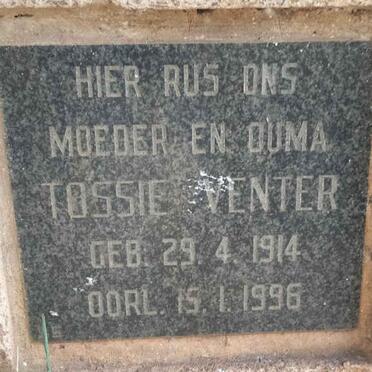 HIER RUS ONS
MOEDER EN OUMA
TOSSIE VENTER
GEB. 29. 4. 1914
OORL. 15. 1. 1996